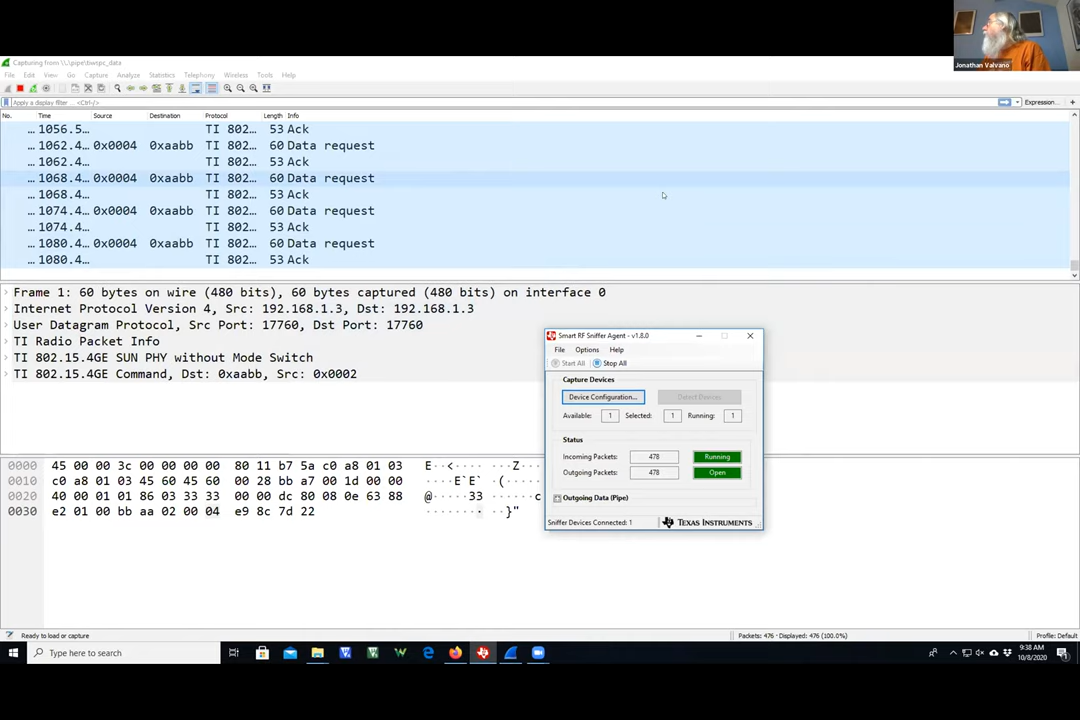 Jonathan Valvano
Capturing from \\.\pipe\tiwspc_data
File Edit View Go Capture Analyze Statistics Telephony Wireless Tools Help
Apply a display filter ... <Ctrl-/>
Expression...
No. Time Source Destination Protocol Length Info
... 1056.5... TI 802... 53 Ack
... 1062.4... 0x0004 0xaabb TI 802... 60 Data request
... 1062.4... TI 802... 53 Ack
... 1068.4... 0x0004 0xaabb TI 802... 60 Data request
... 1068.4... TI 802... 53 Ack
... 1074.4... 0x0004 0xaabb TI 802... 60 Data request
... 1074.4... TI 802... 53 Ack
... 1080.4... 0x0004 0xaabb TI 802... 60 Data request
... 1080.4... TI 802... 53 Ack
Frame 1: 60 bytes on wire (480 bits), 60 bytes captured (480 bits) on interface 0
Internet Protocol Version 4, Src: 192.168.1.3, Dst: 192.168.1.3
User Datagram Protocol, Src Port: 17760, Dst Port: 17760
TI Radio Packet Info
TI 802.15.4GE SUN PHY without Mode Switch
TI 802.15.4GE Command, Dst: 0xaabb, Src: 0x0002
Smart RF Sniffer Agent - v1.8.0
File Options Help
Start All Stop All
Capture Devices
Device Configuration... Detect Devices
Available: 1 Selected: 1 Running: 1
Status
Incoming Packets: 478 Running
Outgoing Packets: 478 Open
Outgoing Data (Pipe)
Sniffer Devices Connected: 1 TEXAS INSTRUMENTS
0000 45 00 00 3c 00 00 00 00 80 11 b7 5a c0 a8 01 03 E··<···· ···Z····
0010 c0 a8 01 03 45 60 45 60 00 28 bb a7 00 1d 00 00 ····E`E` ·(······
0020 40 00 01 01 86 03 33 33 00 00 dc 80 08 0e 63 88 @·····33 ······c·
0030 e2 01 00 bb aa 02 00 04 e9 8c 7d 22 ········ ··}"
Ready to load or capture
Packets: 476 · Displayed: 476 (100.0%)
Profile: Default
Type here to search
9:38 AM
10/8/2020